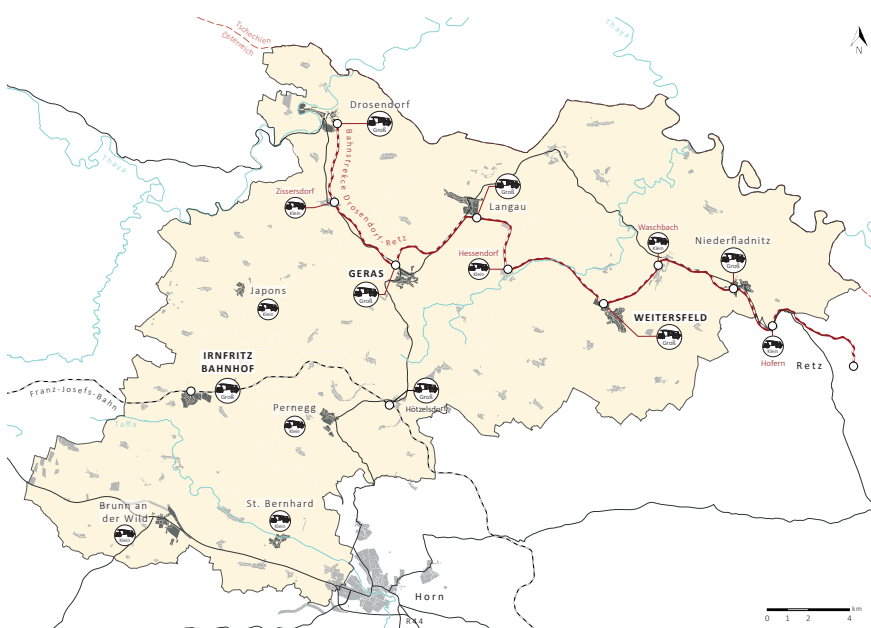 Tschechien
Österreich
Thaya
N
Drosendorf
Groß
Bahnstrekce Drosendorf-Retz
Thaya
Zissersdorf
Klein
Groß
Langau
Waschbach
Klein
Niederfladnitz
Groß
Hessendorf
Klein
GERAS
Groß
r
Japons
Klein
WEITERSFELD
Groß
Klein
Hofern
Retz
IRNFRITZ
BAHNHOF
Groß
Franz-Josefs-Bahn
Groß
Hötzelsdorf
Pernegg
Klein
Taffa
St. Bernhard
Klein
Brunn an
der Wild
Klein
Horn
R44
km
0 1 2 4